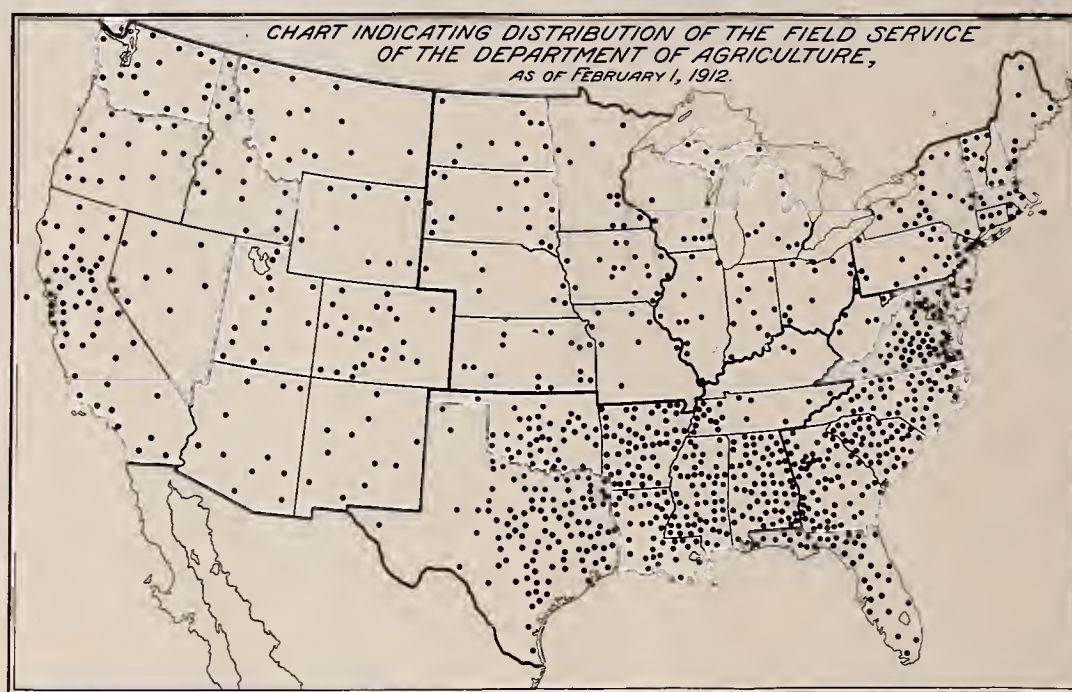 CHART INDICATING DISTRIBUTION OF THE FIELD SERVICE
OF THE DEPARTMENT OF AGRICULTURE,
AS OF FEBRUARY 1, 1912.